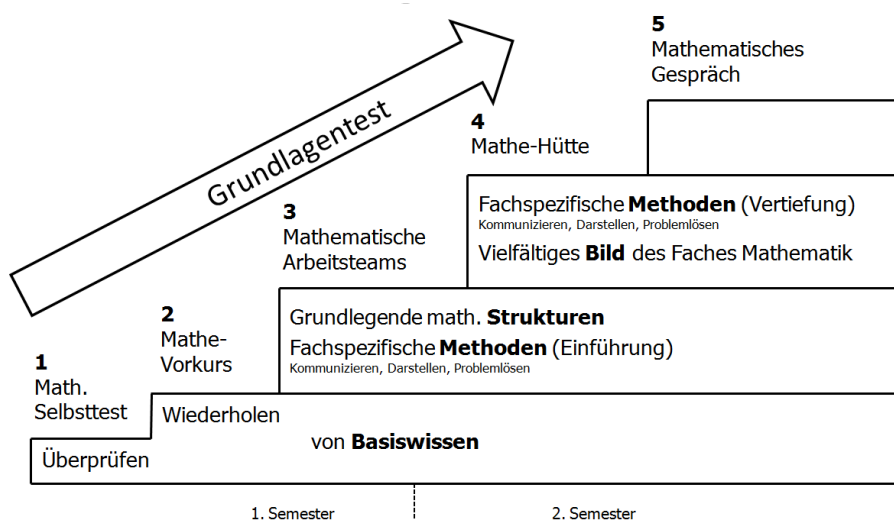 Grundlagentest
5
Mathematisches
Gespräch
4
Mathe-Hütte
Fachspezifische Methoden (Vertiefung)
Kommunizieren, Darstellen, Problemlösen
Vielfältiges Bild des Faches Mathematik
3
Mathematische
Arbeitsteams
Grundlegende math. Strukturen
Fachspezifische Methoden (Einführung)
Kommunizieren, Darstellen, Problemlösen
2
Mathe-
Vorkurs
Wiederholen
1
Math.
Selbsttest
Überprüfen
von Basiswissen
1. Semester
2. Semester